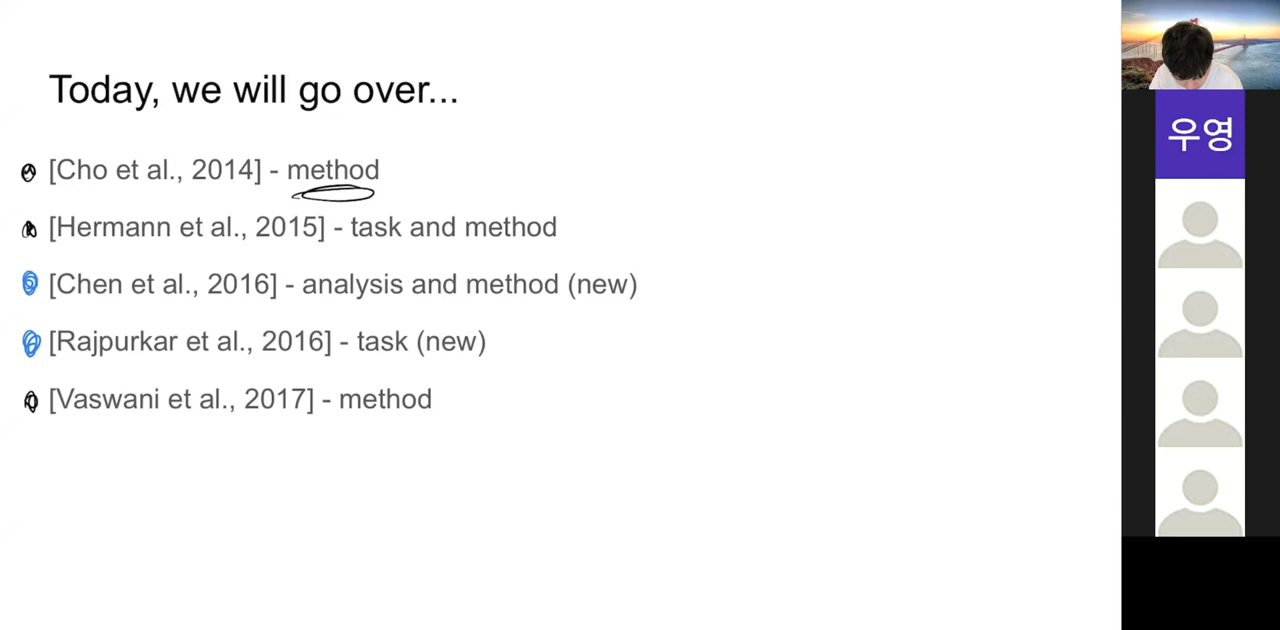 Today, we will go over...
[Cho et al., 2014] - method
[Hermann et al., 2015] - task and method
[Chen et al., 2016] - analysis and method (new)
[Rajpurkar et al., 2016] - task (new)
[Vaswani et al., 2017] - method
우영